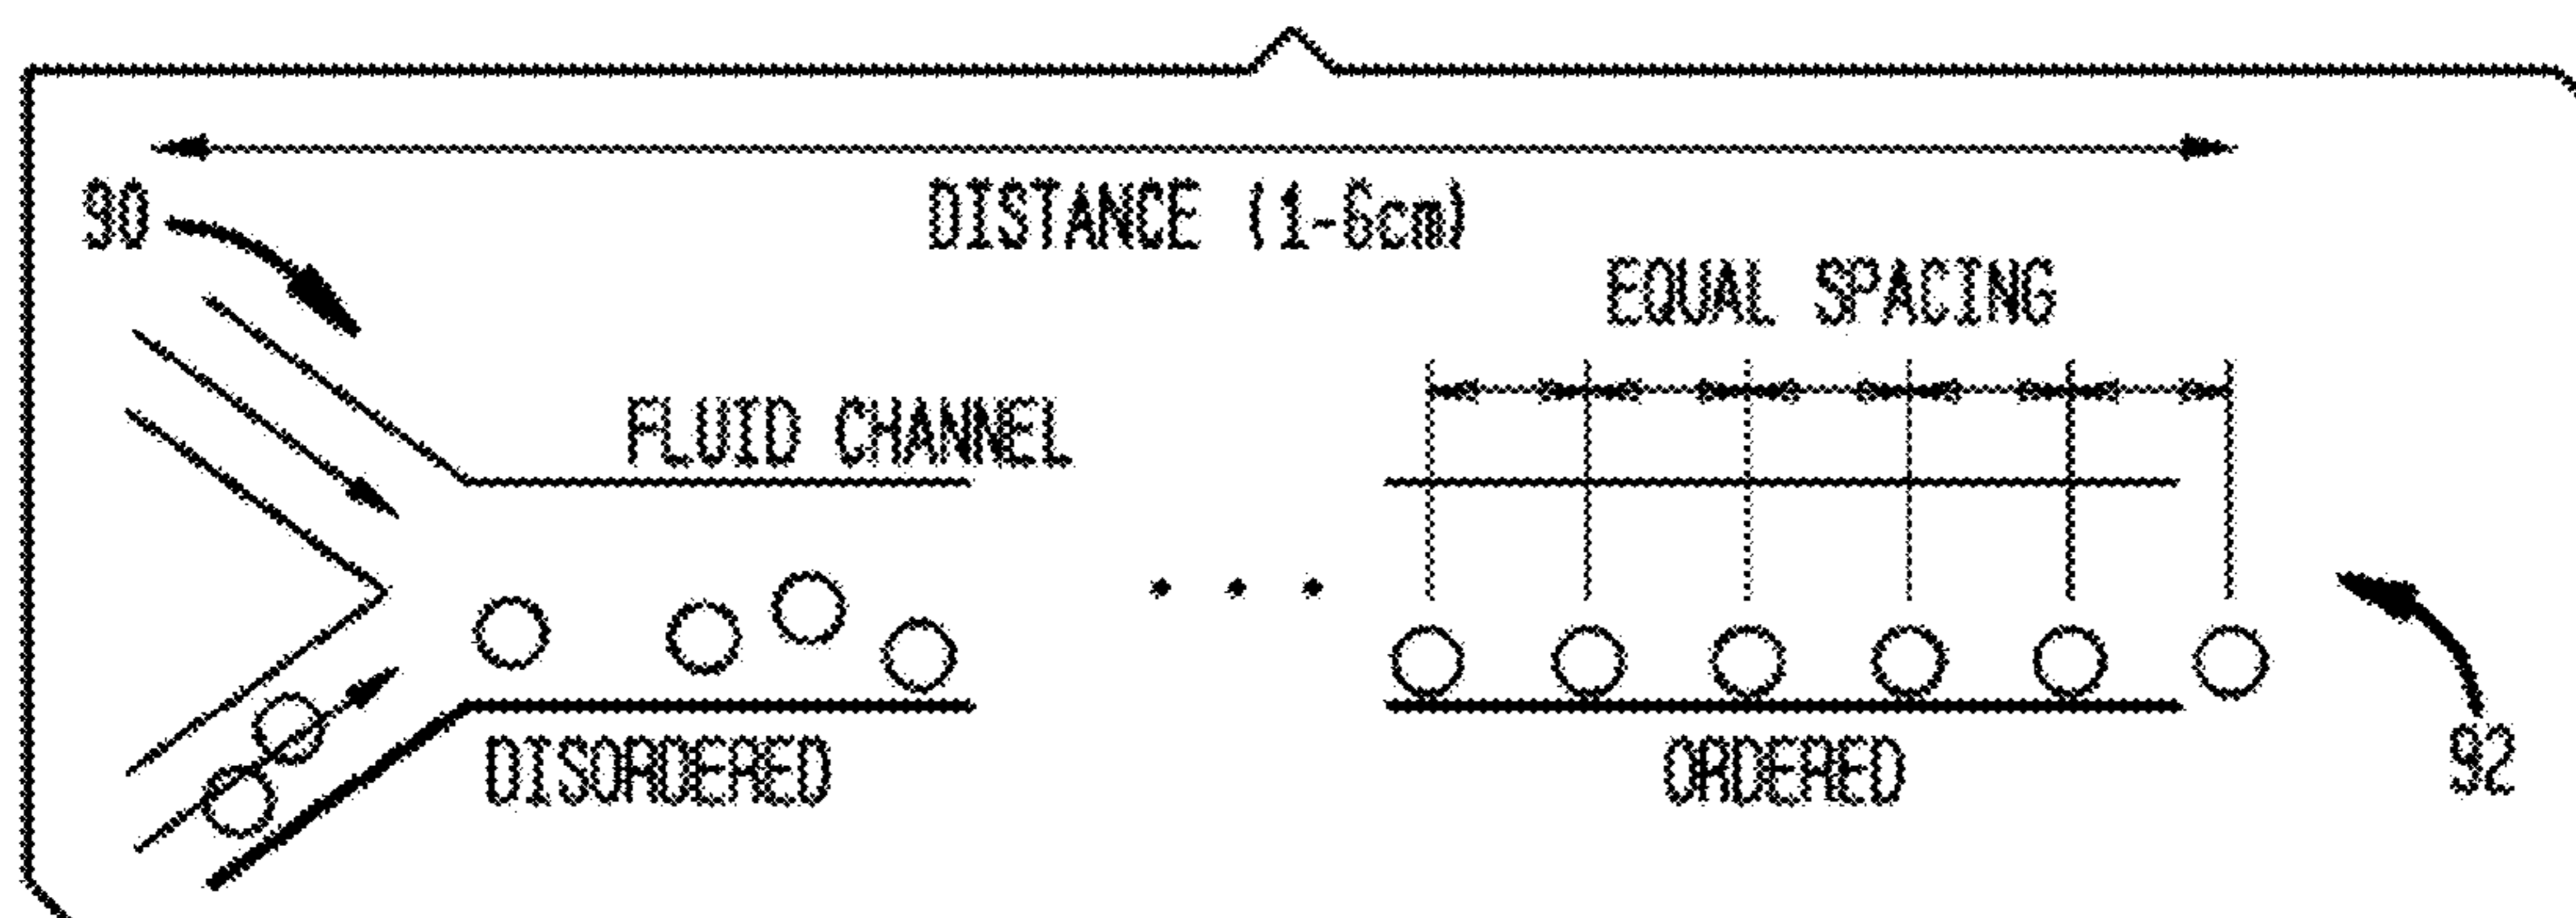 90
DISTANCE (1-6cm)
EQUAL SPACING
FLUID CHANNEL
DISORDERED
ORDERED
92